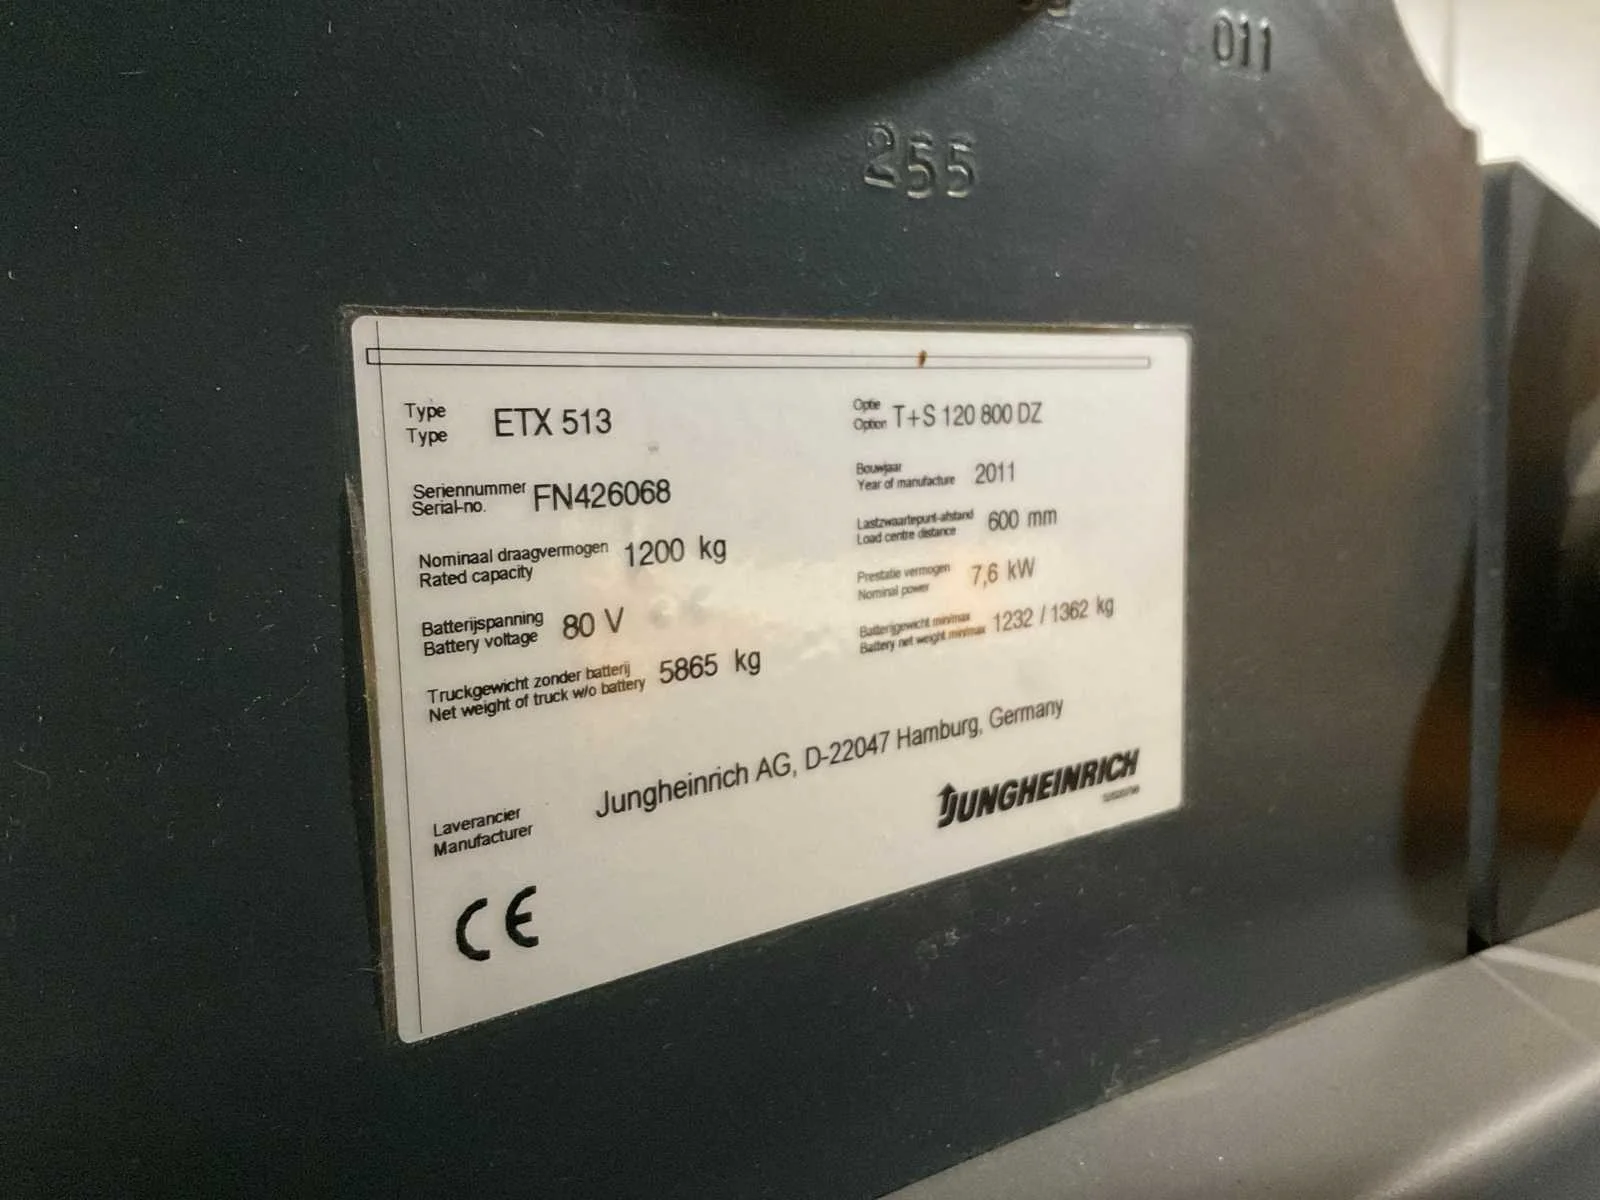 011
255
Type
Type
ETX 513
Optie
Option
T+S 120 800 DZ
Seriennummer
Serial-no.
FN426068
Bouwjaar
Year of manufacture
2011
Nominaal draagvermogen
Rated capacity
1200 kg
Lastzwaartepunt-afstand
Load centre distance
600 mm
Batterijspanning
Battery voltage
80 V
Prestatie vermogen
Nominal power
7,6 kW
Truckgewicht zonder batterij
Net weight of truck w/o battery
5865 kg
Batterijgewicht min/max
Battery net weight min/max
1232 / 1362 kg
Laverancier
Manufacturer
Jungheinrich AG, D-22047 Hamburg, Germany
JUNGHEINRICH
CE